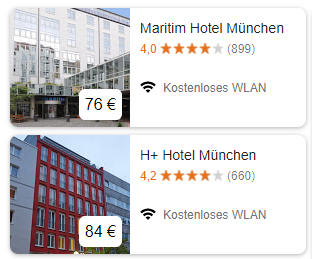 Maritim Hotel München
4,0 (899)
76 €
Kostenloses WLAN
H+ Hotel München
4,2 (660)
84 €
Kostenloses WLAN